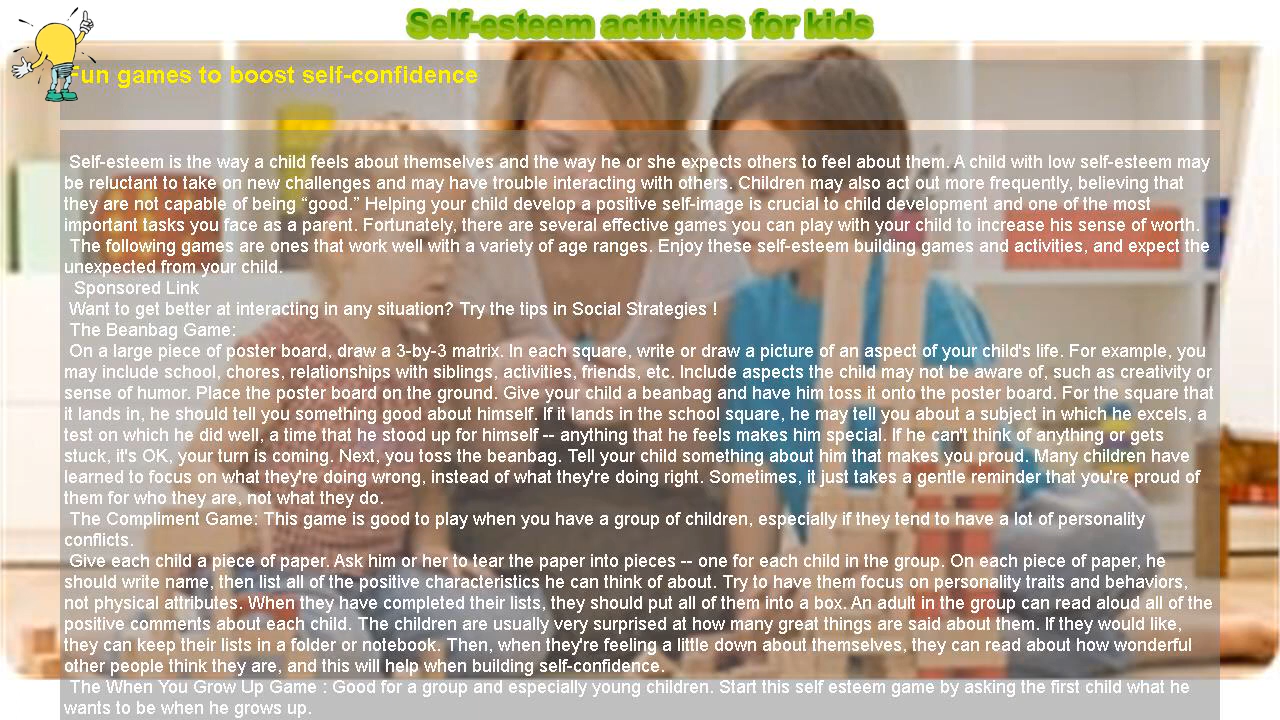 Self-esteem activities for kids
Fun games to boost self-confidence
Self-esteem is the way a child feels about themselves and the way he or she expects others to feel about them. A child with low self-esteem may
be reluctant to take on new challenges and may have trouble interacting with others. Children may also act out more frequently, believing that
they are not capable of being “good.” Helping your child develop a positive self-image is crucial to child development and one of the most
important tasks you face as a parent. Fortunately, there are several effective games you can play with your child to increase his sense of worth.
The following games are ones that work well with a variety of age ranges. Enjoy these self-esteem building games and activities, and expect the
unexpected from your child.
Sponsored Link
Want to get better at interacting in any situation? Try the tips in Social Strategies !
The Beanbag Game:
On a large piece of poster board, draw a 3-by-3 matrix. In each square, write or draw a picture of an aspect of your child's life. For example, you
may include school, chores, relationships with siblings, activities, friends, etc. Include aspects the child may not be aware of, such as creativity or
sense of humor. Place the poster board on the ground. Give your child a beanbag and have him toss it onto the poster board. For the square that
it lands in, he should tell you something good about himself. If it lands in the school square, he may tell you about a subject in which he excels, a
test on which he did well, a time that he stood up for himself -- anything that he feels makes him special. If he can't think of anything or gets
stuck, it's OK, your turn is coming. Next, you toss the beanbag. Tell your child something about him that makes you proud. Many children have
learned to focus on what they're doing wrong, instead of what they're doing right. Sometimes, it just takes a gentle reminder that you're proud of
them for who they are, not what they do.
The Compliment Game: This game is good to play when you have a group of children, especially if they tend to have a lot of personality
conflicts.
Give each child a piece of paper. Ask him or her to tear the paper into pieces -- one for each child in the group. On each piece of paper, he
should write name, then list all of the positive characteristics he can think of about. Try to have them focus on personality traits and behaviors,
not physical attributes. When they have completed their lists, they should put all of them into a box. An adult in the group can read aloud all of the
positive comments about each child. The children are usually very surprised at how many great things are said about them. If they would like,
they can keep their lists in a folder or notebook. Then, when they're feeling a little down about themselves, they can read about how wonderful
other people think they are, and this will help when building self-confidence.
The When You Grow Up Game : Good for a group and especially young children. Start this self esteem game by asking the first child what he
wants to be when he grows up.